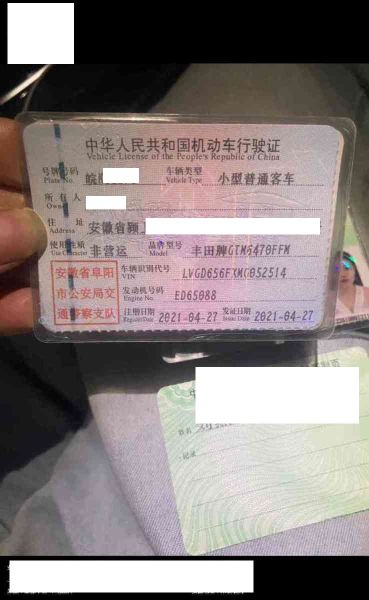 中华人民共和国机动车行驶证
Vehicle License of the People's Republic of China
号牌号码 皖 车辆类型 小型普通客车
Plate No. Vehicle Type
所有人
Owner
住址 安徽省颍
Address
使用性质 非营运 品牌型号 丰田牌GTM6470FFM
Use Character Model
安徽省阜阳
市公安局交
通警察支队
车辆识别代号 LVGD656FXMG052514
VIN
发动机号码 ED65088
Engine No.
注册日期 2021-04-27 发证日期 2021-04-27
Register Date Issue Date
姓名
记录